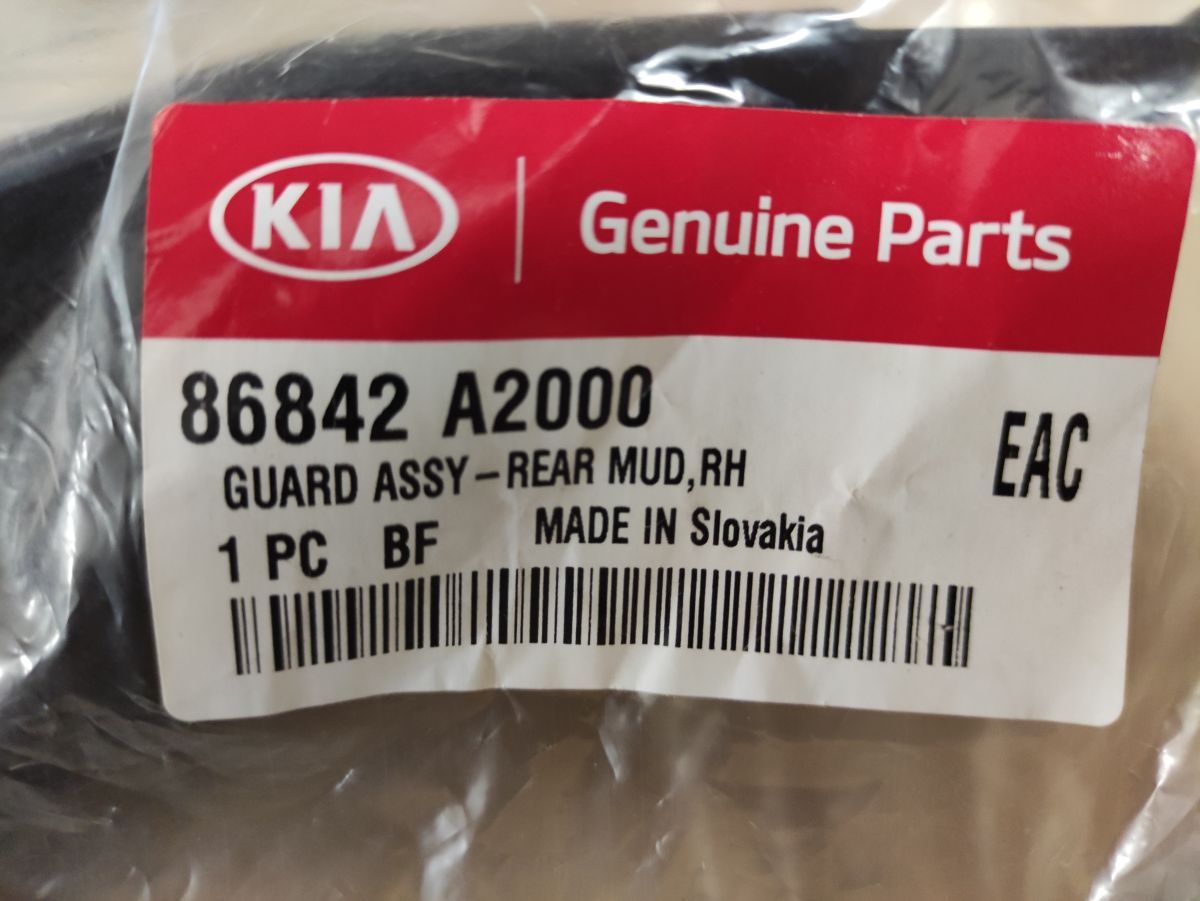 KIA Genuine Parts
86842 A2000
GUARD ASSY-REAR MUD,RH
EAC
1 PC BF MADE IN Slovakia